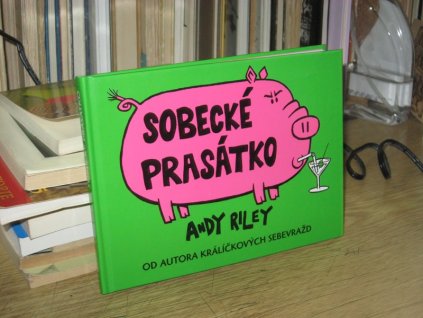 SOBECKÉ
PRASÁTKO
ANDY RILEY
OD AUTORA KRÁLÍČKOVÝCH SEBEVRAŽD